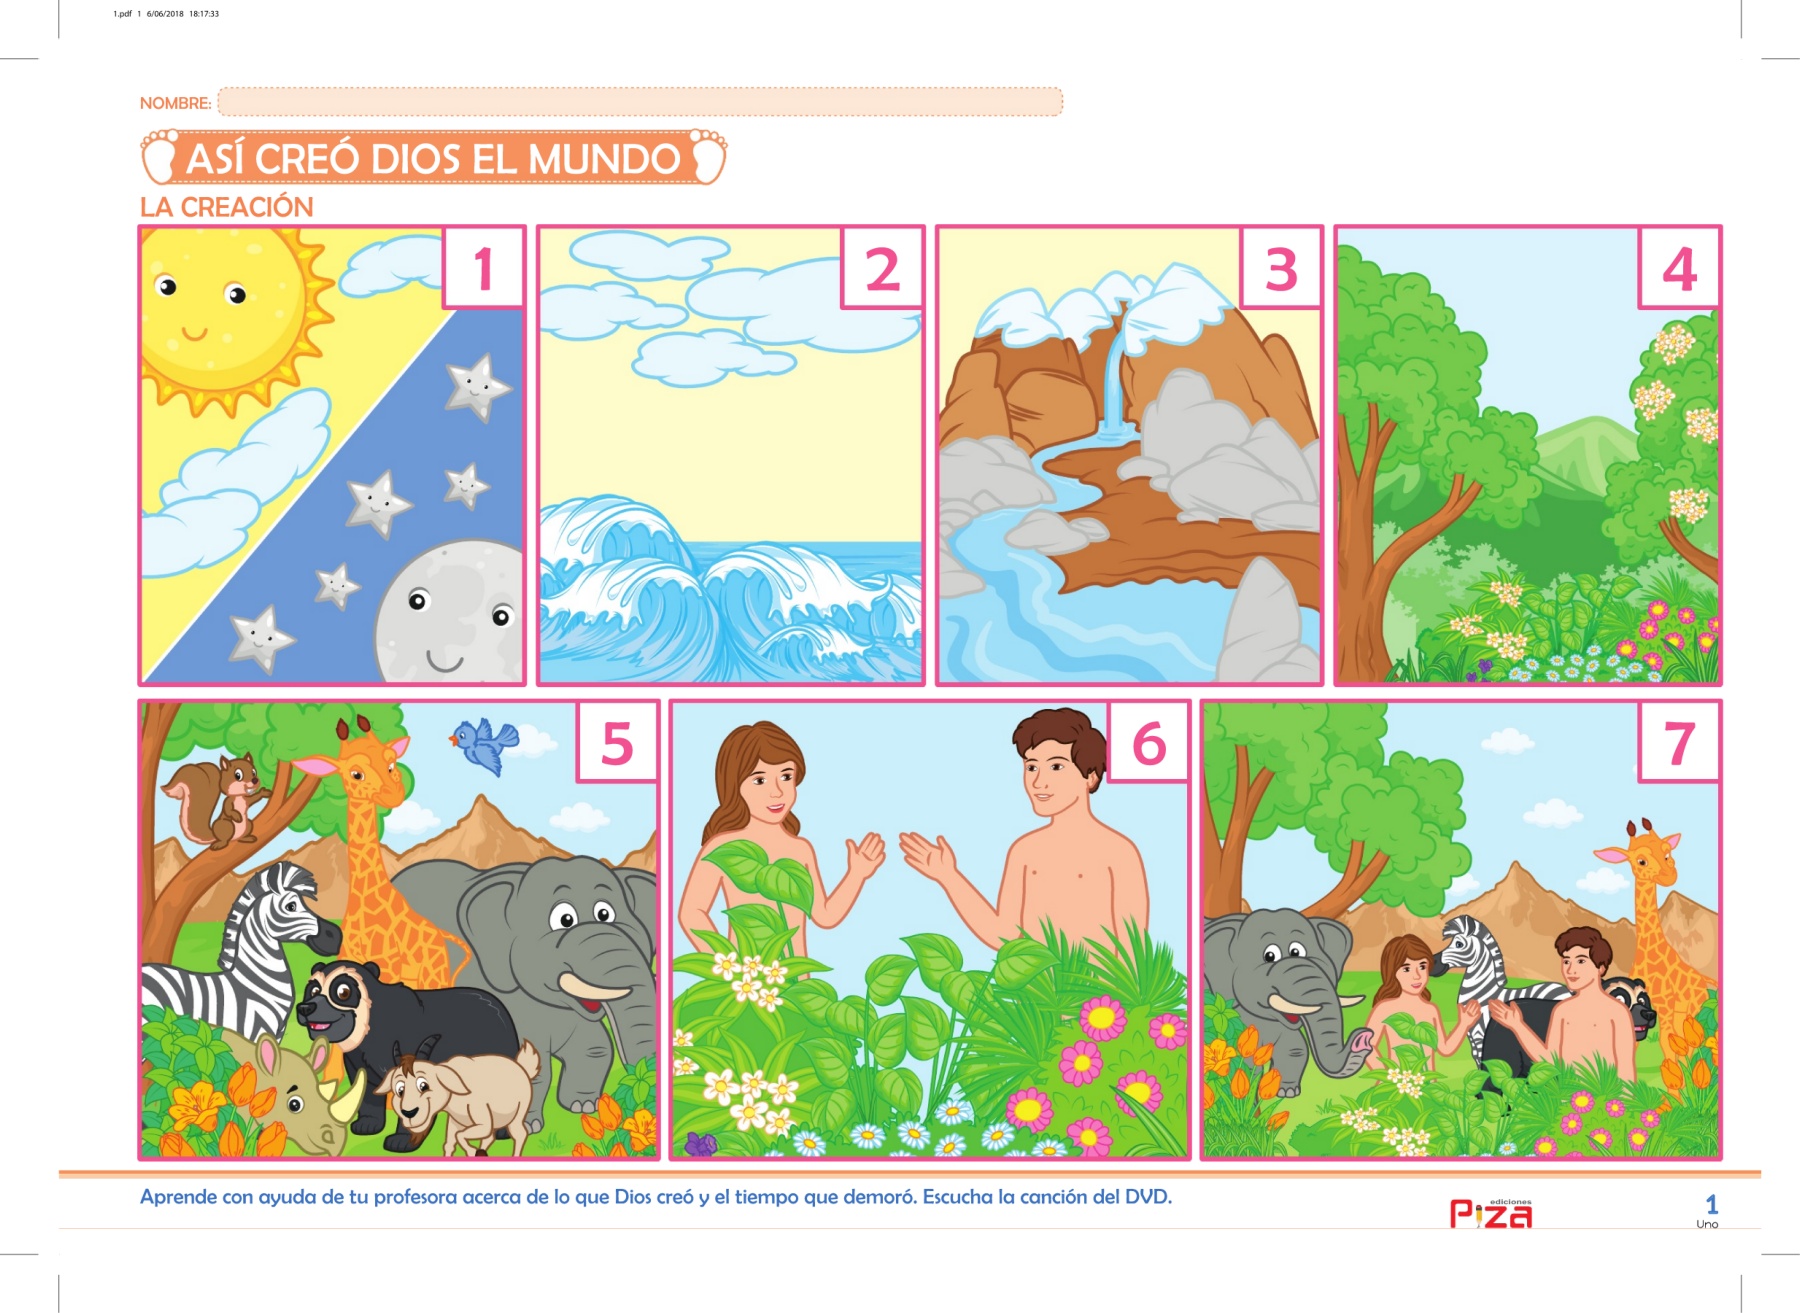 1.pdf 1 6/06/2018 18:17:33
NOMBRE:
ASÍ CREÓ DIOS EL MUNDO
LA CREACIÓN
1
2
3
4
5
6
7
Aprende con ayuda de tu profesora acerca de lo que Dios creó y el tiempo que demoró. Escucha la canción del DVD.
ediciones
Piza
1
Uno